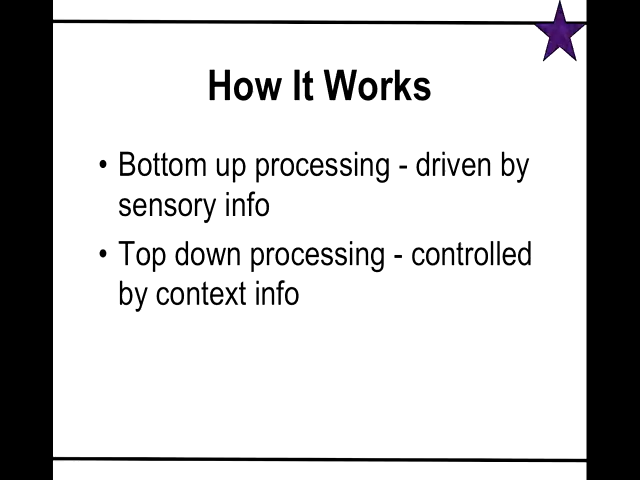 How It Works
• Bottom up processing - driven by
sensory info
• Top down processing - controlled
by context info